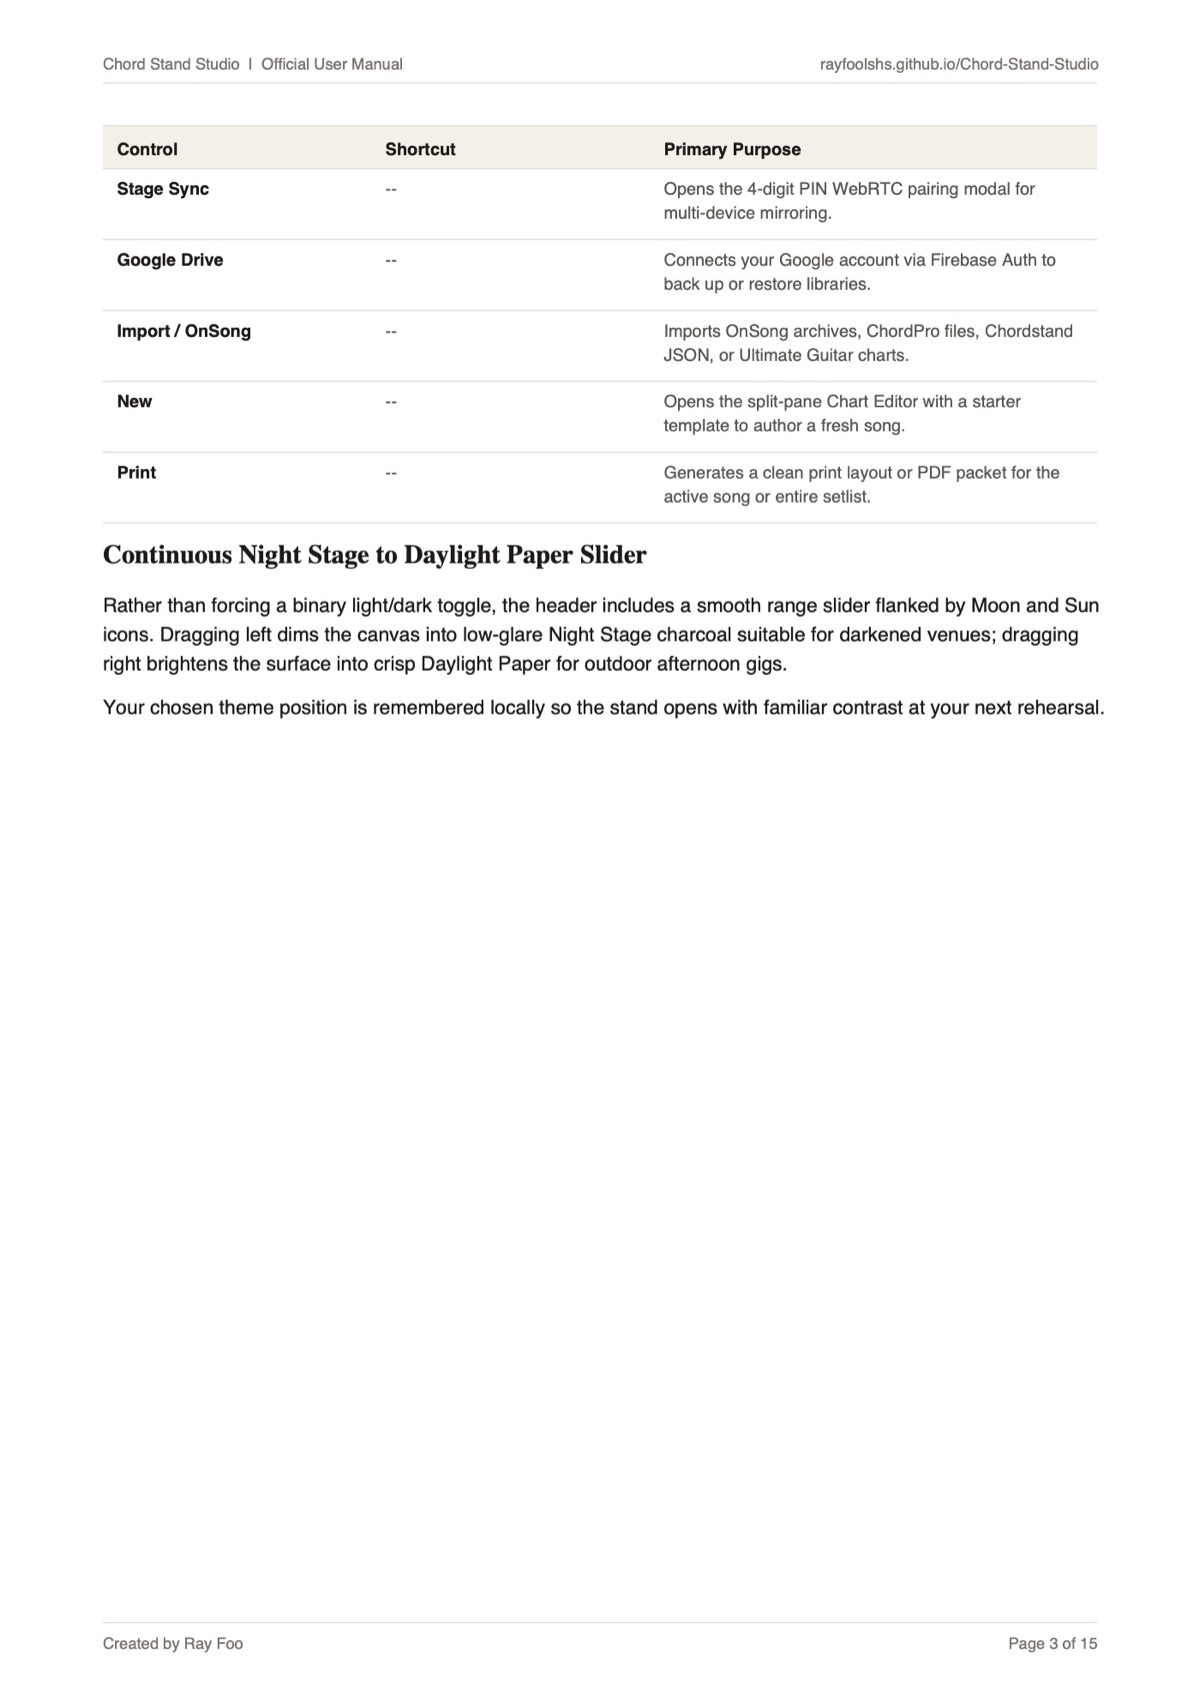 Chord Stand Studio | Official User Manual
rayfoolshs.github.io/Chord-Stand-Studio
Control Shortcut Primary Purpose
Stage Sync -- Opens the 4-digit PIN WebRTC pairing modal for
multi-device mirroring.
Google Drive -- Connects your Google account via Firebase Auth to
back up or restore libraries.
Import / OnSong -- Imports OnSong archives, ChordPro files, Chordstand
JSON, or Ultimate Guitar charts.
New -- Opens the split-pane Chart Editor with a starter
template to author a fresh song.
Print -- Generates a clean print layout or PDF packet for the
active song or entire setlist.
Continuous Night Stage to Daylight Paper Slider
Rather than forcing a binary light/dark toggle, the header includes a smooth range slider flanked by Moon and Sun
icons. Dragging left dims the canvas into low-glare Night Stage charcoal suitable for darkened venues; dragging
right brightens the surface into crisp Daylight Paper for outdoor afternoon gigs.
Your chosen theme position is remembered locally so the stand opens with familiar contrast at your next rehearsal.
Created by Ray Foo
Page 3 of 15